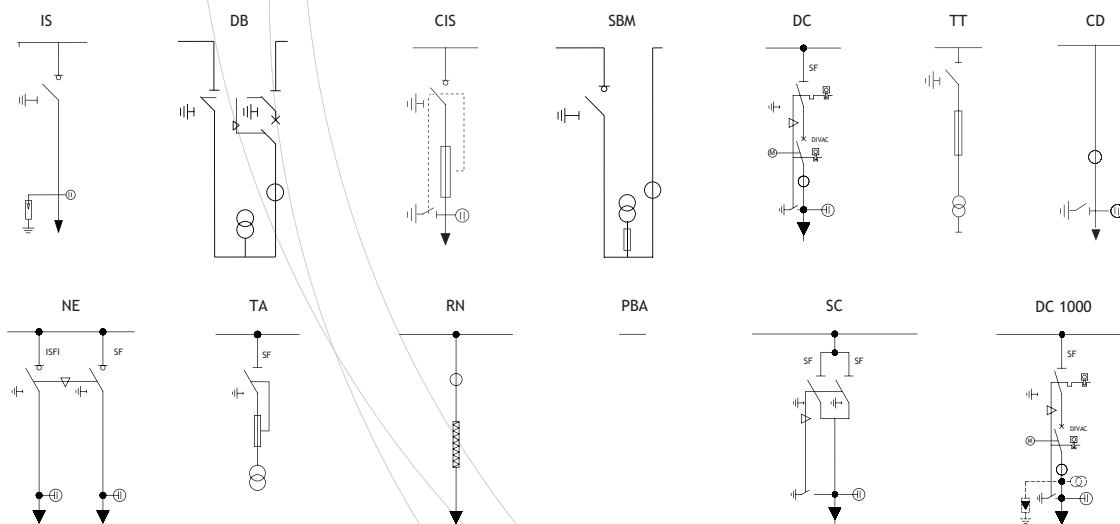 IS
DB
CIS
SBM
DC
TT
CD
SF
DIVAC
M
NE
TA
RN
PBA
SC
DC 1000
ISFI
SF
SF
SF
SF
SF
DIVAC
M